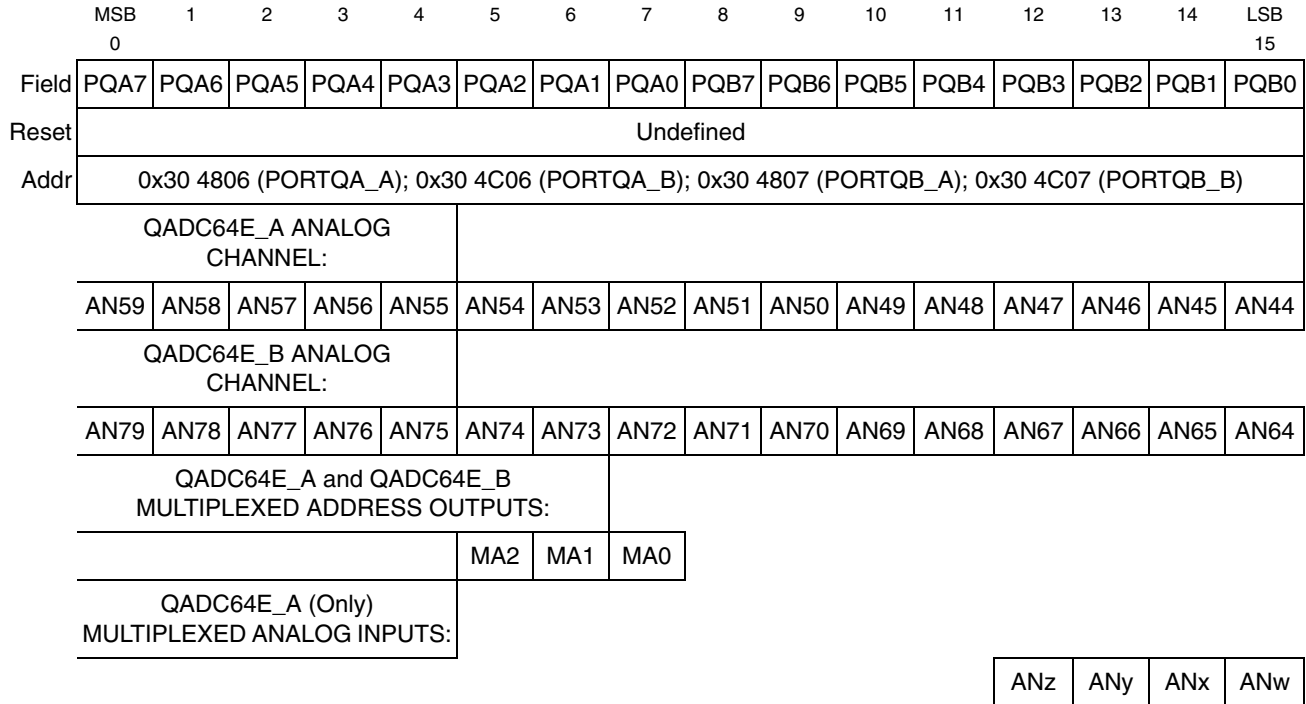 MSB 1 2 3 4 5 6 7 8 9 10 11 12 13 14 LSB
0 15
Field PQA7 PQA6 PQA5 PQA4 PQA3 PQA2 PQA1 PQA0 PQB7 PQB6 PQB5 PQB4 PQB3 PQB2 PQB1 PQB0
Reset Undefined
Addr 0x30 4806 (PORTQA_A); 0x30 4C06 (PORTQA_B); 0x30 4807 (PORTQB_A); 0x30 4C07 (PORTQB_B)
QADC64E_A ANALOG
CHANNEL:
AN59 AN58 AN57 AN56 AN55 AN54 AN53 AN52 AN51 AN50 AN49 AN48 AN47 AN46 AN45 AN44
QADC64E_B ANALOG
CHANNEL:
AN79 AN78 AN77 AN76 AN75 AN74 AN73 AN72 AN71 AN70 AN69 AN68 AN67 AN66 AN65 AN64
QADC64E_A and QADC64E_B
MULTIPLEXED ADDRESS OUTPUTS:
MA2 MA1 MA0
QADC64E_A (Only)
MULTIPLEXED ANALOG INPUTS:
ANz ANy ANx ANw